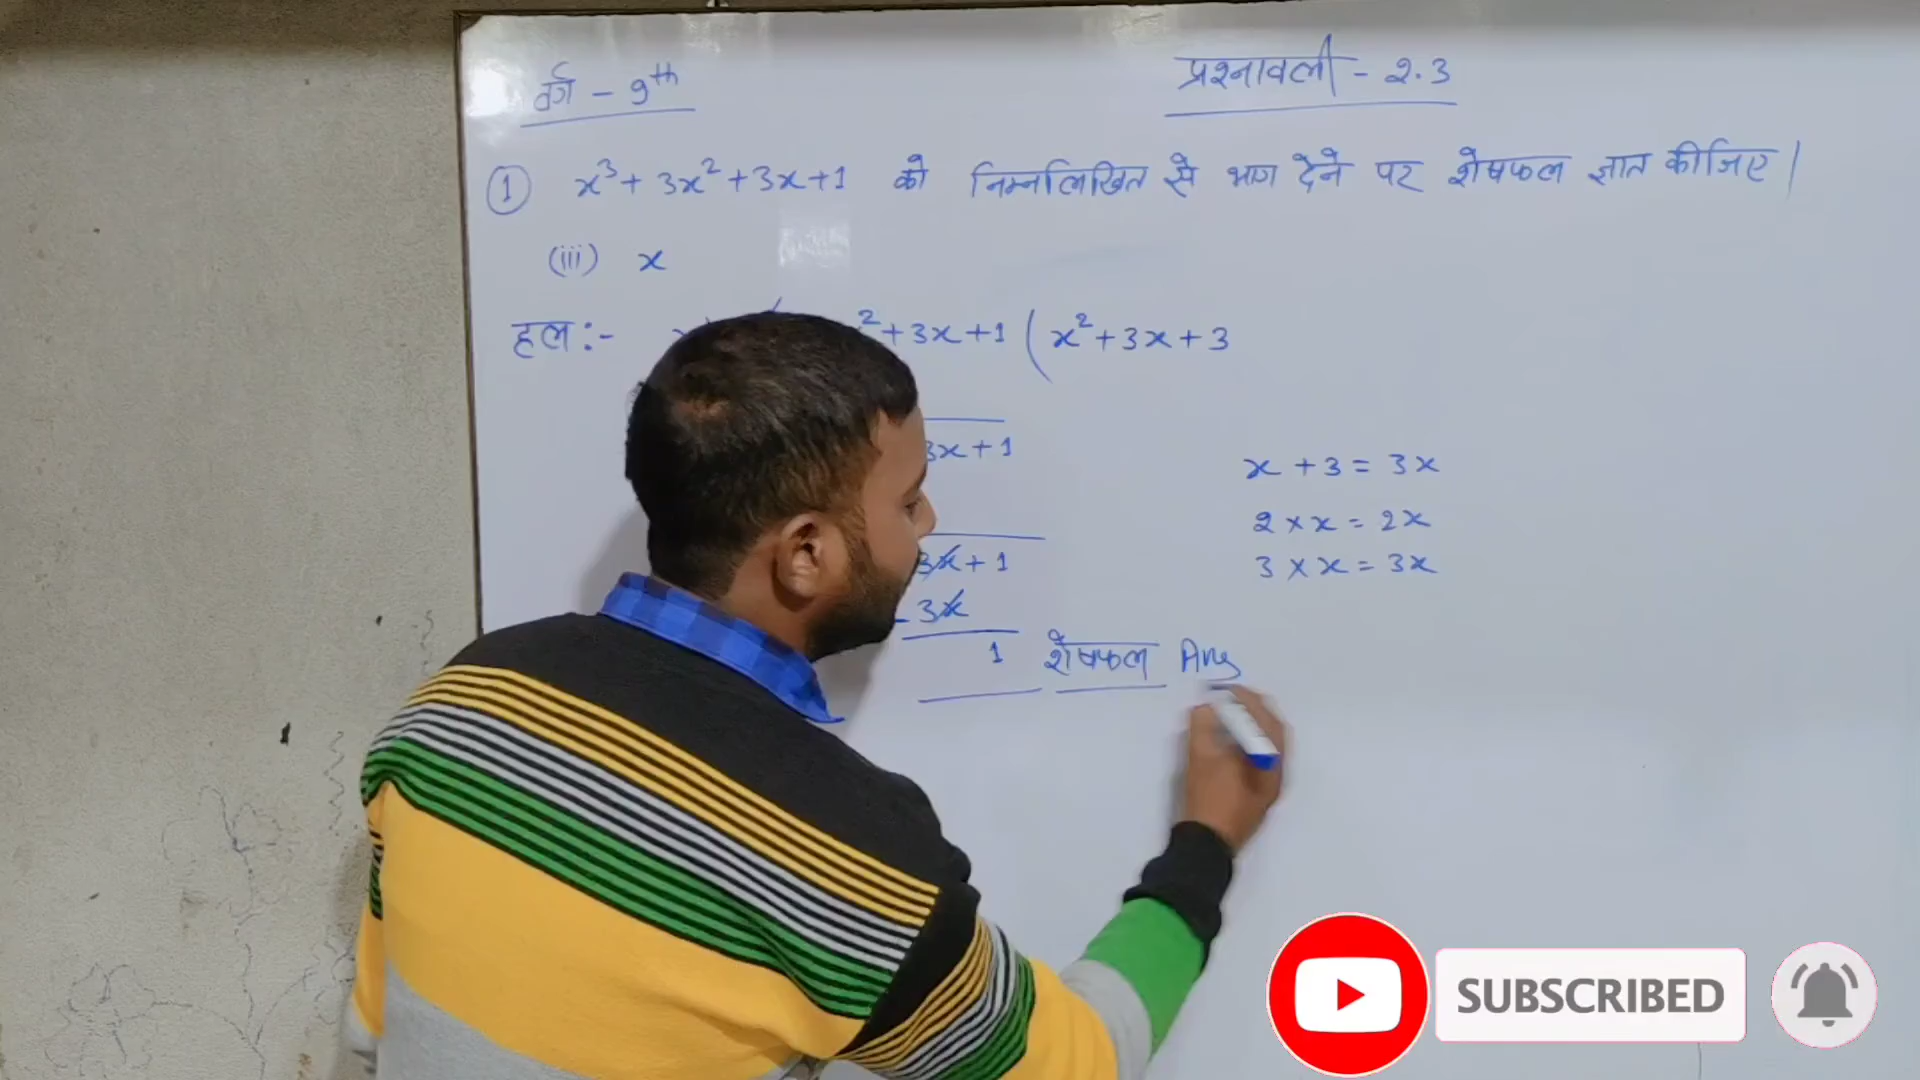 वर्ग - 9th
प्रश्नावली - 2.3
① x³ + 3x² + 3x + 1 को निम्नलिखित से भाग देने पर शेषफल ज्ञात कीजिए।
(iii) x
हल :- ² + 3x + 1 ( x² + 3x + 3
3x + 1
3x + 1
- 3x
1 शेषफल Ans
x + 3 = 3x
2 × x = 2x
3 × x = 3x
SUBSCRIBED